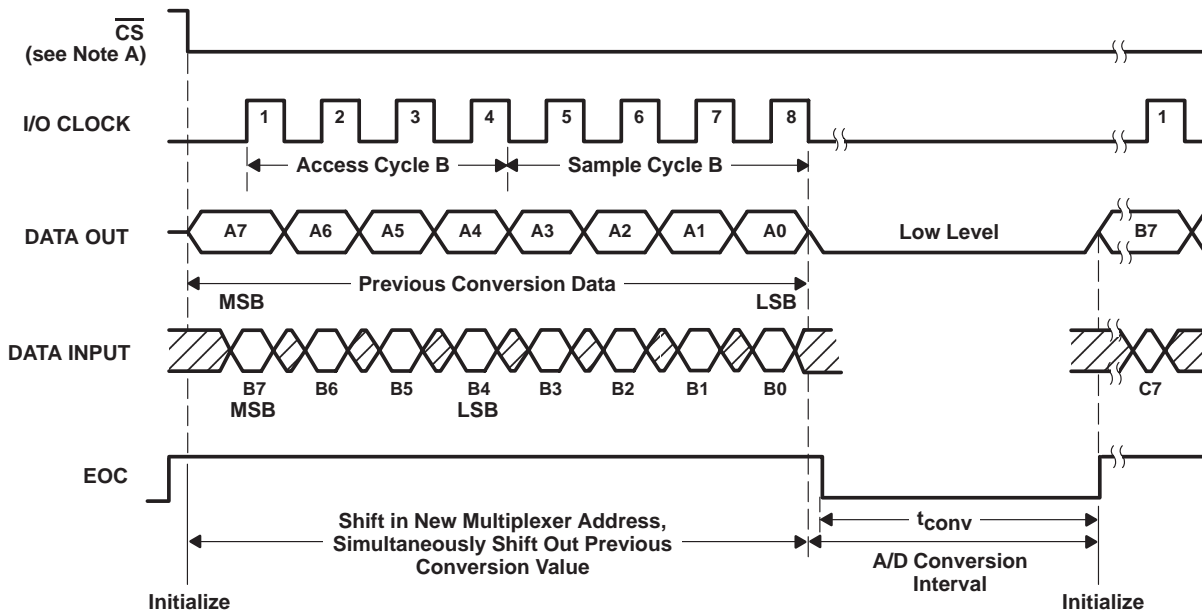 CS
(see Note A)
I/O CLOCK
1 2 3 4 5 6 7 8 1
Access Cycle B Sample Cycle B
DATA OUT
A7 A6 A5 A4 A3 A2 A1 A0 Low Level B7
Previous Conversion Data
MSB LSB
DATA INPUT
B7 B6 B5 B4 B3 B2 B1 B0 C7
MSB LSB
EOC
Shift in New Multiplexer Address,
Simultaneously Shift Out Previous
Conversion Value
tconv
A/D Conversion
Interval
Initialize Initialize